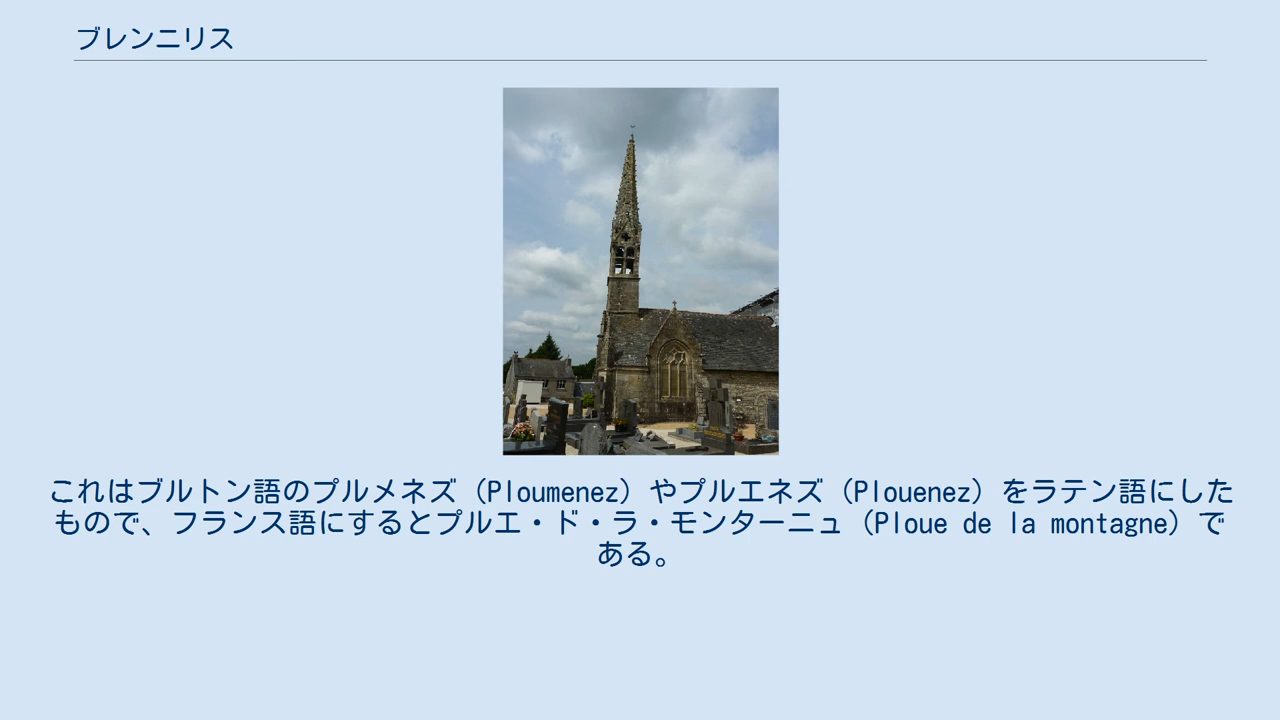 ブレンニリス
これはブルトン語のプルメネズ（Ploumenez）やプルエネズ（Plouenez）をラテン語にした
もので、フランス語にするとプルエ・ド・ラ・モンターニュ（Ploue de la montagne）で
ある。